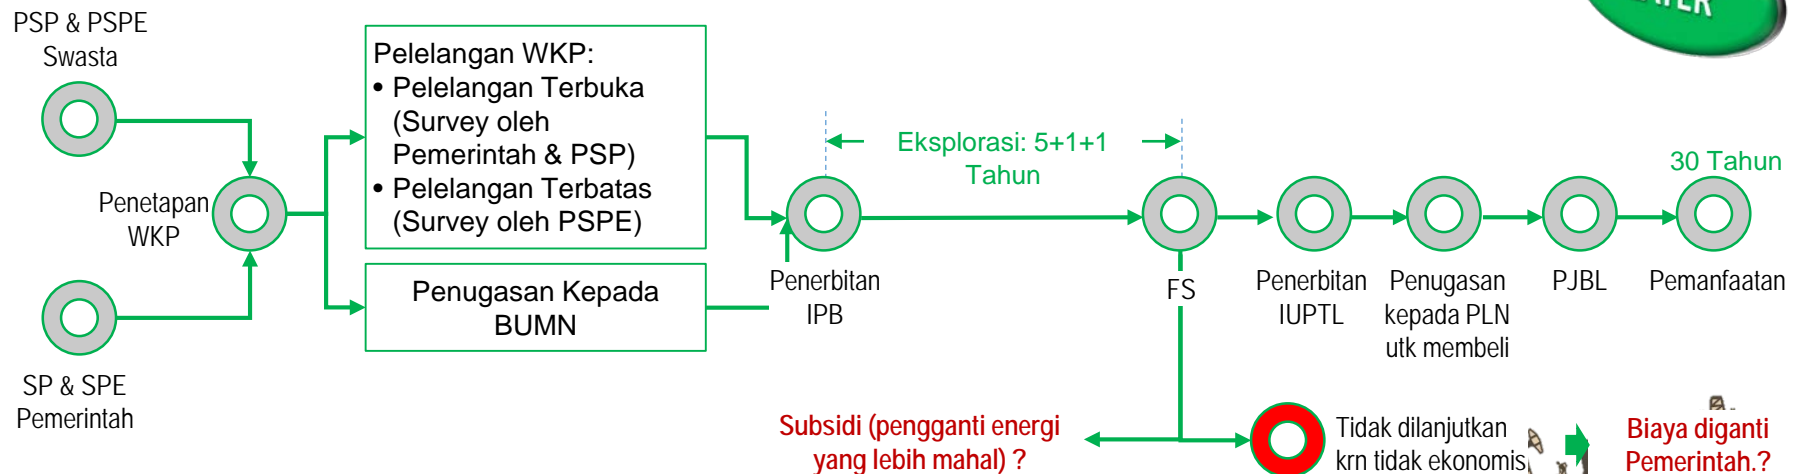 PSP & PSPE
Swasta
Penetapan
WKP
SP & SPE
Pemerintah
Pelelangan WKP:
• Pelelangan Terbuka
(Survey oleh
Pemerintah & PSP)
• Pelelangan Terbatas
(Survey oleh PSPE)
Penugasan Kepada
BUMN
Penerbitan
IPB
Eksplorasi: 5+1+1
Tahun
FS
Penerbitan
IUPTL
Penugasan
kepada PLN
utk membeli
PJBL
30 Tahun
Pemanfaatan
Subsidi (pengganti energi
yang lebih mahal) ?
Tidak dilanjutkan
krn tidak ekonomis
Biaya diganti
Pemerintah.?